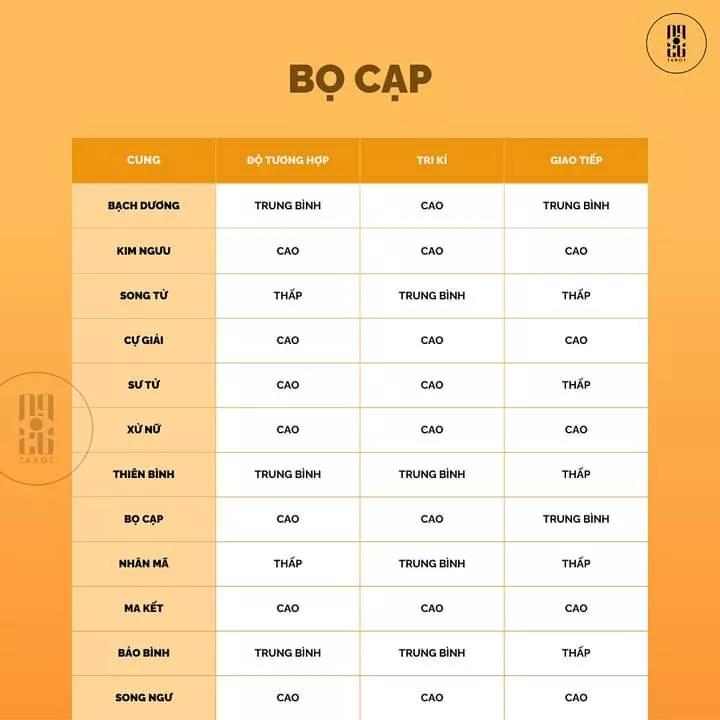 TAROT
BỌ CẠP
CUNG ĐỘ TƯƠNG HỢP TRI KỈ GIAO TIẾP
BẠCH DƯƠNG TRUNG BÌNH CAO TRUNG BÌNH
KIM NGƯU CAO CAO CAO
SONG TỬ THẤP TRUNG BÌNH THẤP
CỰ GIẢI CAO CAO CAO
SƯ TỬ CAO CAO THẤP
XỬ NỮ CAO CAO CAO
THIÊN BÌNH TRUNG BÌNH TRUNG BÌNH THẤP
BỌ CẠP CAO CAO TRUNG BÌNH
NHÂN MÃ THẤP TRUNG BÌNH THẤP
MA KẾT CAO CAO CAO
BẢO BÌNH TRUNG BÌNH TRUNG BÌNH THẤP
SONG NGƯ CAO CAO CAO
TAROT